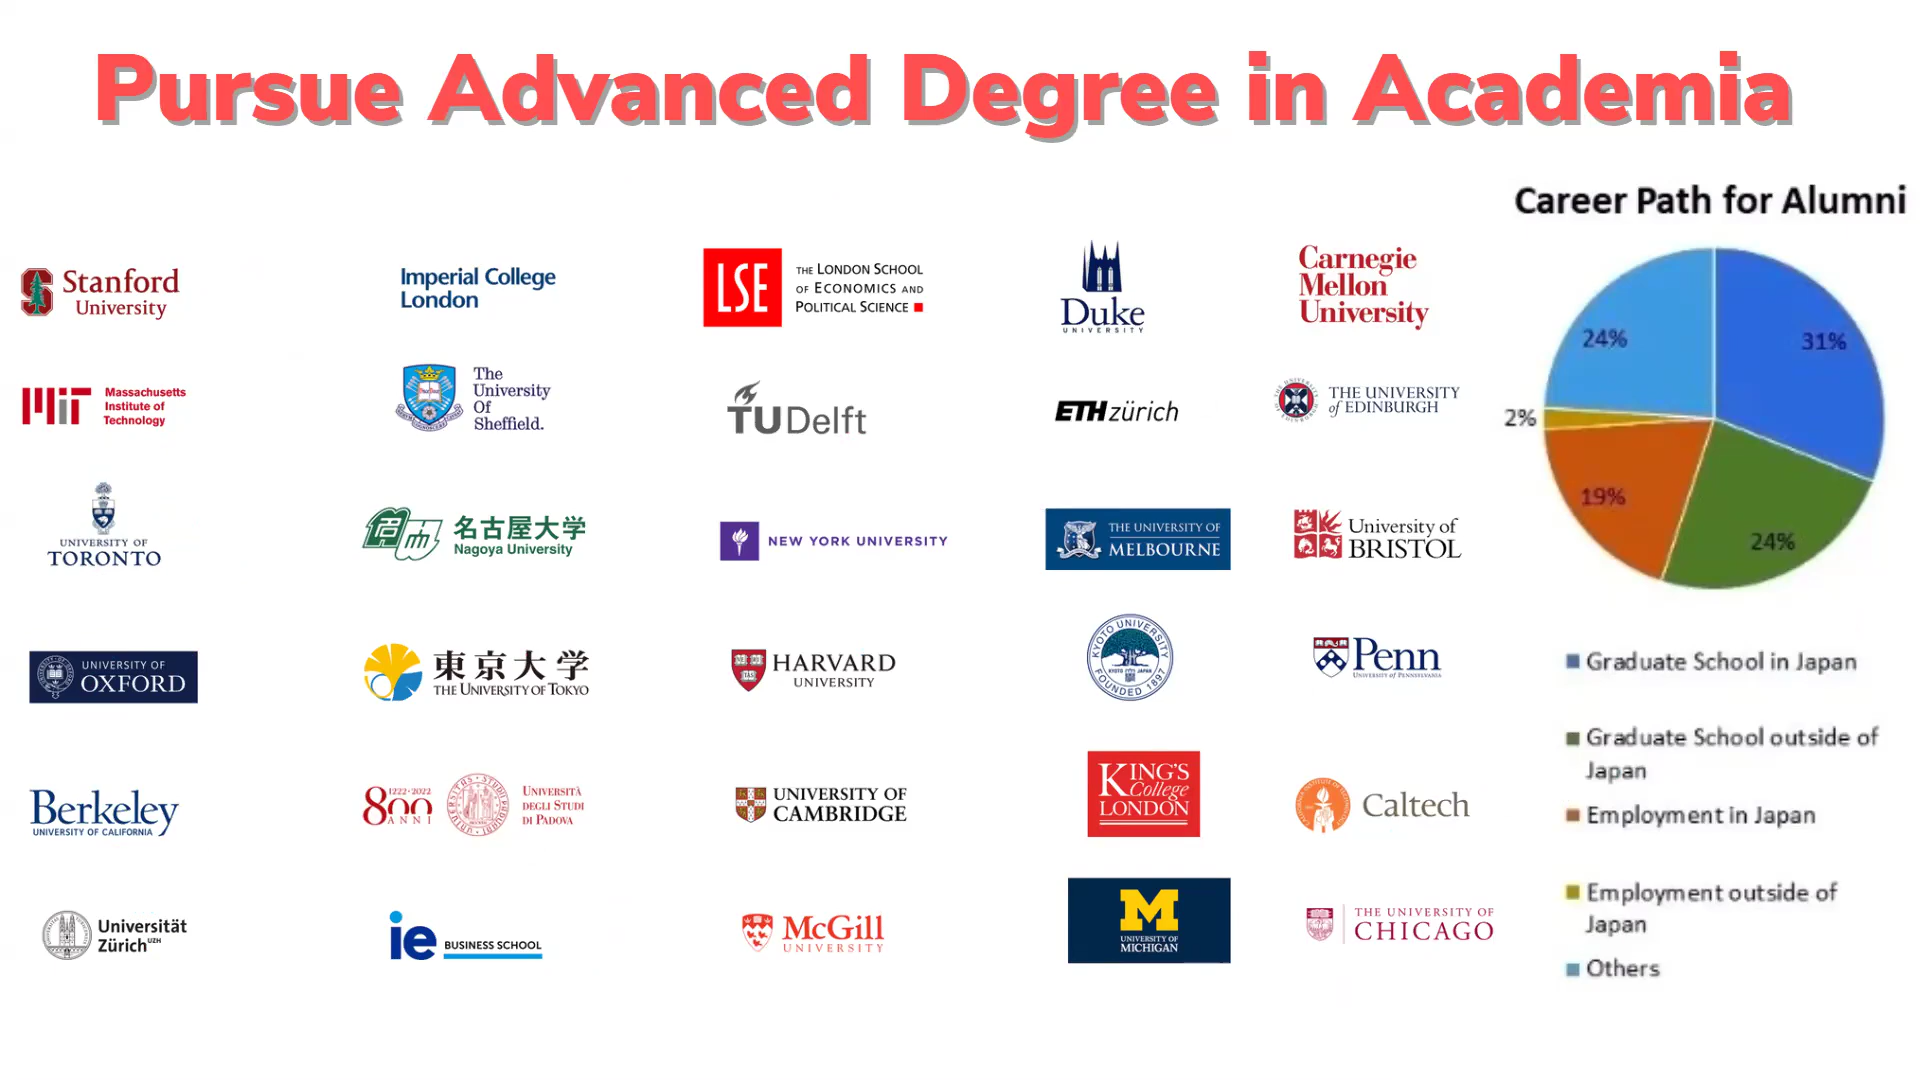 Pursue Advanced Degree in Academia
Stanford
University
Massachusetts
Institute of
Technology
UNIVERSITY OF
TORONTO
UNIVERSITY OF
OXFORD
Berkeley
UNIVERSITY OF CALIFORNIA
Universität
Zürich UZH
Imperial College
London
The
University
Of
Sheffield.
名古屋大学
Nagoya University
東京大学
THE UNIVERSITY OF TOKYO
1222·2022
800
ANNI
UNIVERSITÀ
DEGLI STUDI
DI PADOVA
ie BUSINESS SCHOOL
LSE
THE LONDON SCHOOL
OF ECONOMICS AND
POLITICAL SCIENCE
TU Delft
NEW YORK UNIVERSITY
HARVARD
UNIVERSITY
UNIVERSITY OF
CAMBRIDGE
McGill
UNIVERSITY
Duke
UNIVERSITY
ETH zürich
THE UNIVERSITY OF
MELBOURNE
KYOTO UNIVERSITY
KYOTO JAPAN
FOUNDED 1897
KING'S
College
LONDON
M
UNIVERSITY OF
MICHIGAN
Carnegie
Mellon
University
THE UNIVERSITY
of EDINBURGH
University of
BRISTOL
Penn
UNIVERSITY of PENNSYLVANIA
Caltech
THE UNIVERSITY OF
CHICAGO
Career Path for Alumni
24%
31%
2%
19%
24%
Graduate School in Japan
Graduate School outside of
Japan
Employment in Japan
Employment outside of
Japan
Others